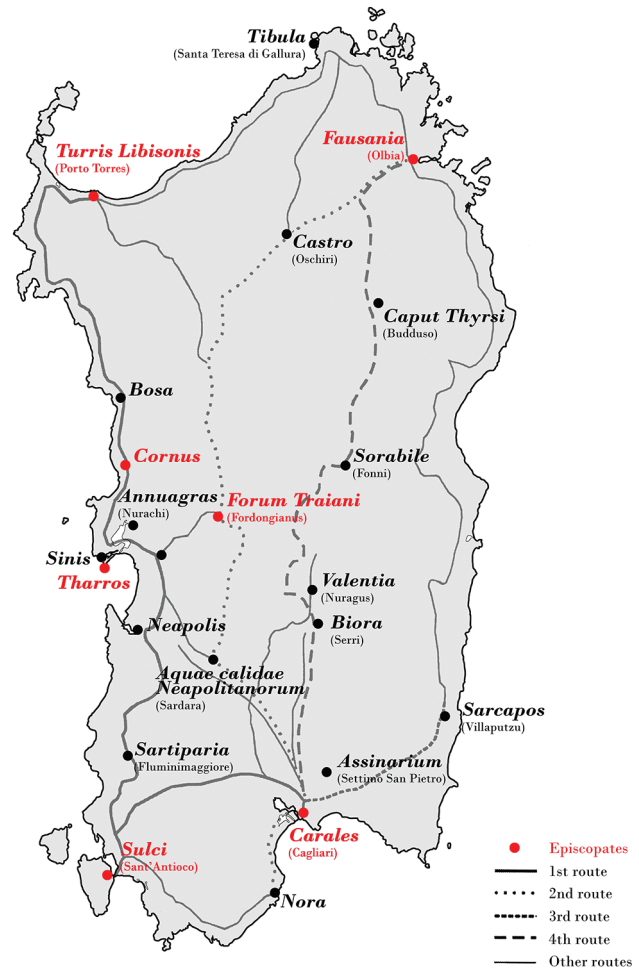 Tibula
(Santa Teresa di Gallura)
Turris Libisonis
(Porto Torres)
Fausania
(Olbia)
Castro
(Oschiri)
Caput Thyrsi
(Budduso)
Bosa
Cornus
Sorabile
(Fonni)
Annuagras
(Nurachi)
Forum Traiani
(Fordongianus)
Sinis
Tharros
Valentia
(Nuragus)
Neapolis
Biora
(Serri)
Aquae calidae
Neapolitanorum
(Sardara)
Sarcapos
(Villaputzu)
Sartiparia
(Fluminimaggiore)
Assinarium
(Settimo San Pietro)
Carales
(Cagliari)
Sulci
(Sant'Antioco)
Nora
Episcopates
1st route
2nd route
3rd route
4th route
Other routes